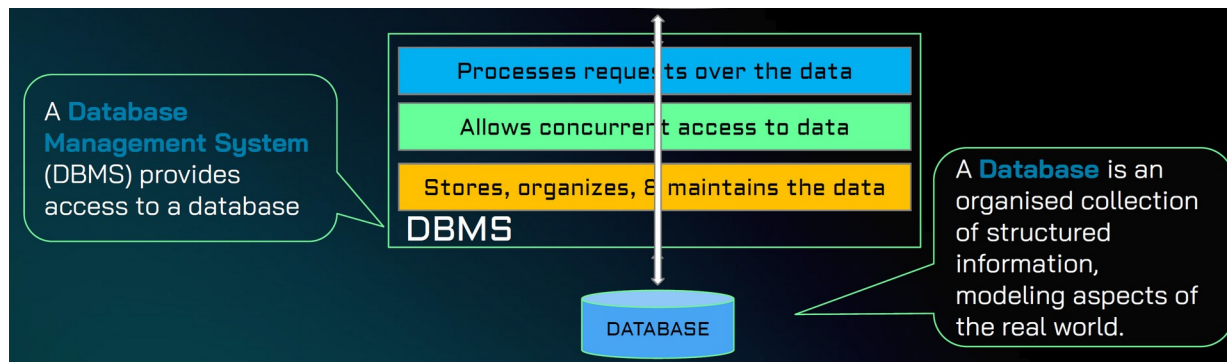 Processes requests over the data
Allows concurrent access to data
Stores, organizes, & maintains the data
DBMS
A Database
Management System
(DBMS) provides
access to a database
DATABASE
A Database is an
organised collection
of structured
information,
modeling aspects of
the real world.